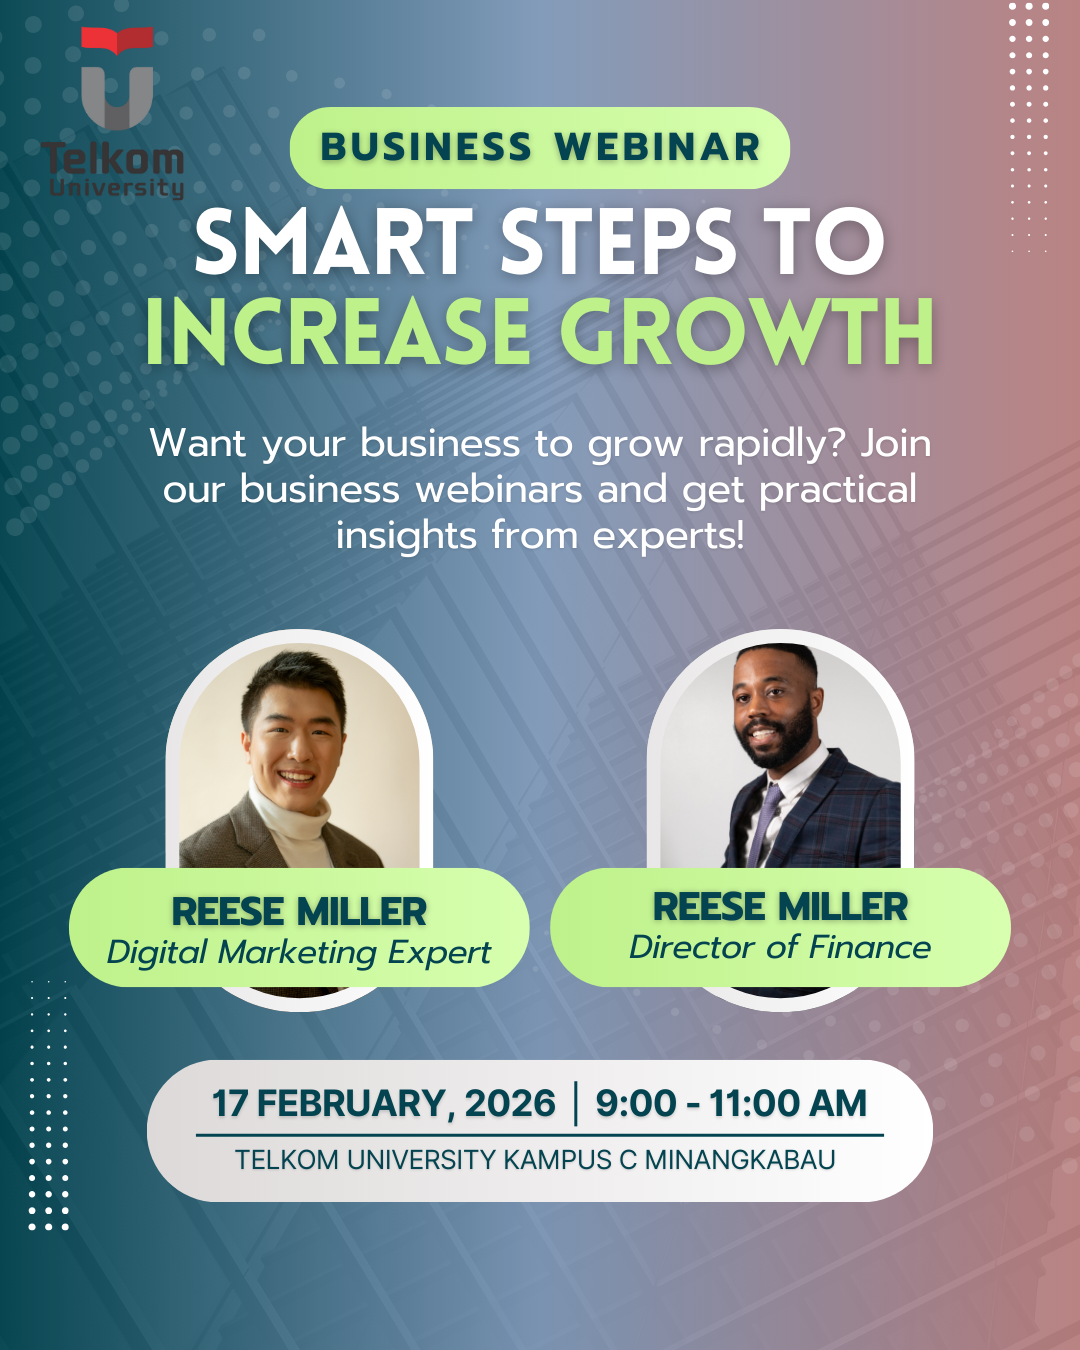 Telkom
University
BUSINESS WEBINAR
SMART STEPS TO
INCREASE GROWTH
Want your business to grow rapidly? Join
our business webinars and get practical
insights from experts!
REESE MILLER
Digital Marketing Expert
REESE MILLER
Director of Finance
17 FEBRUARY, 2026 | 9:00 - 11:00 AM
TELKOM UNIVERSITY KAMPUS C MINANGKABAU